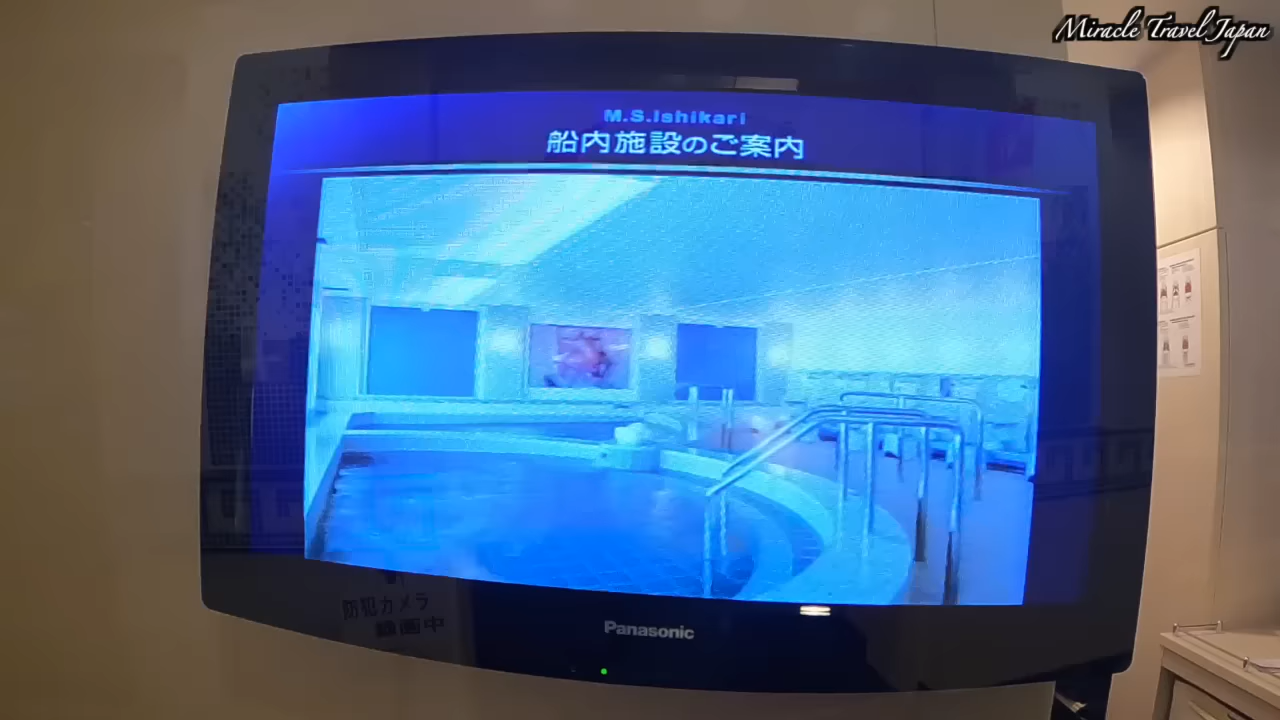 Miracle Travel Japan
M.S.Ishikari
船内施設のご案内
防犯カメラ
録画中
Panasonic